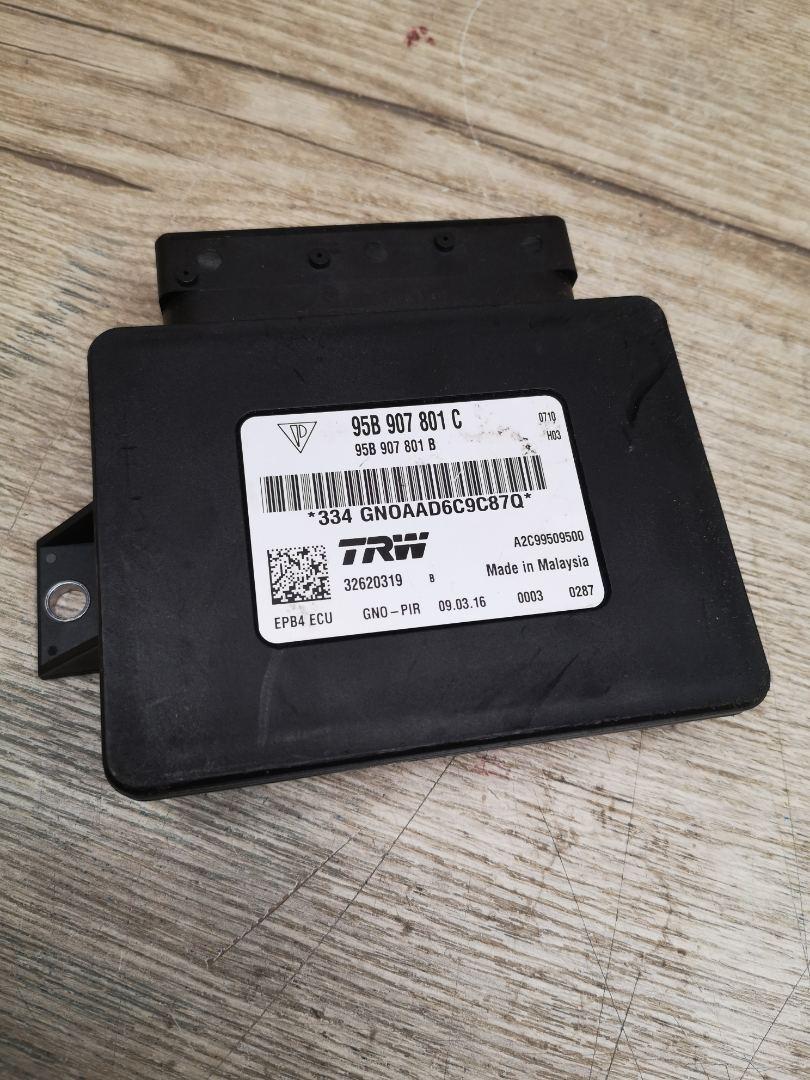 95B 907 801 C
0710
95B 907 801 B
H03
*334 GNOAAD6C9C87Q*
TRW
A2C99509500
32620319 B
Made in Malaysia
EPB4 ECU GNO-PIR 09.03.16 0003 0287